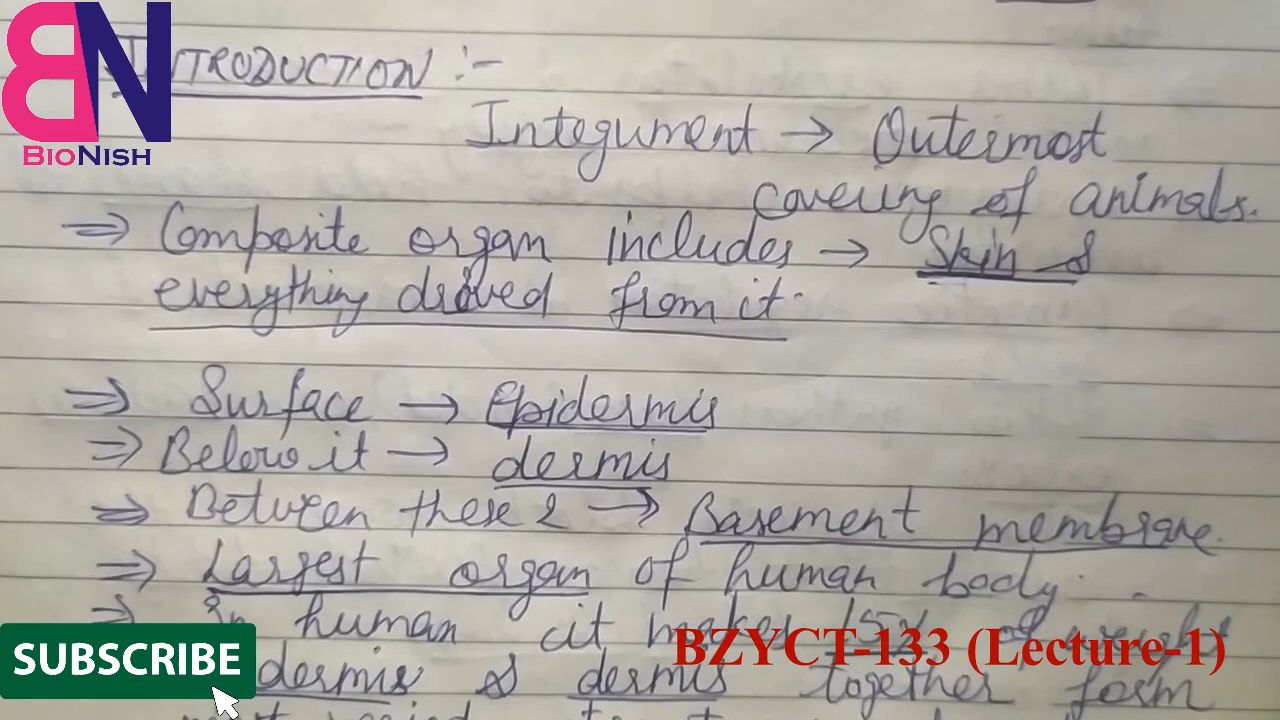 BN
BIONISH
INTRODUCTION :-
Integument → Outermost
covering of animals.
⇒ Composite organ includes → Skin &
everything drived from it.
⇒ Surface → Epidermis
⇒ Below it → dermis
⇒ Between these 2 → Basement membrane.
⇒ Largest organ of human body.
⇒ In human it makes 15% of weight
BZYCT-133 (Lecture-1)
SUBSCRIBE
dermis & dermis together form